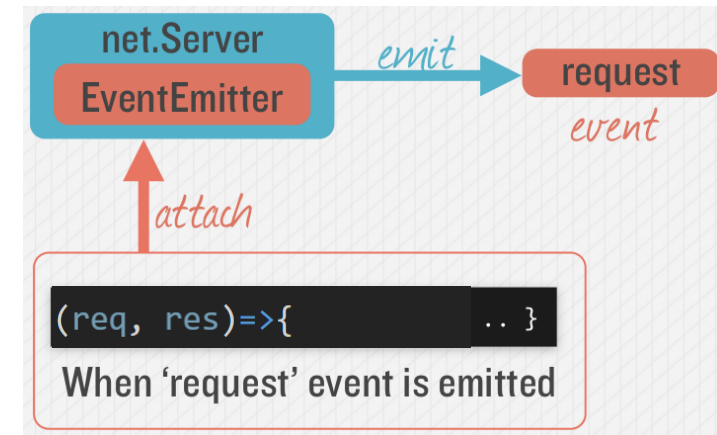 net.Server
EventEmitter
emit
request
event
attach
(req, res)=>{ .. }
When ‘request’ event is emitted